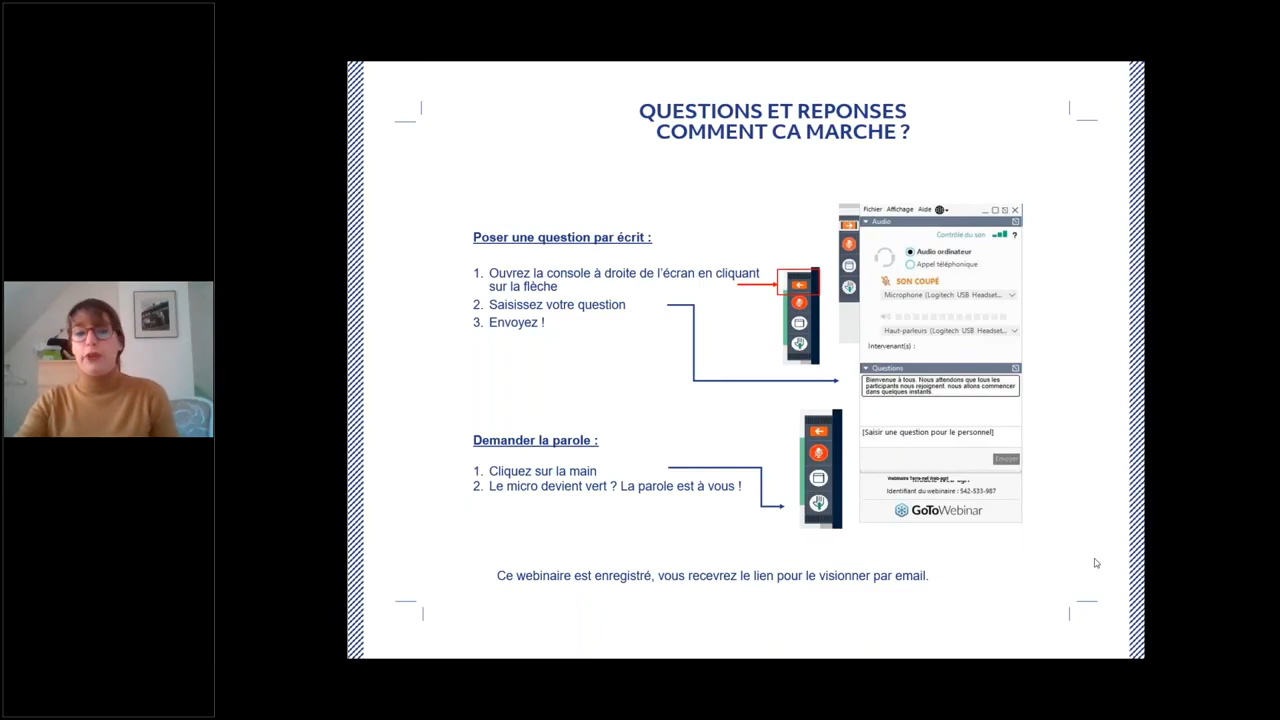 QUESTIONS ET REPONSES
COMMENT CA MARCHE ?
Poser une question par écrit :
1. Ouvrez la console à droite de l'écran en cliquant
sur la flèche
2. Saisissez votre question
3. Envoyez !
Demander la parole :
1. Cliquez sur la main
2. Le micro devient vert ? La parole est à vous !
Fichier Affichage Aide
Audio
Contrôle du son ?
Audio ordinateur
Appel téléphonique
SON COUPÉ
Microphone (Logitech USB Headset...
Haut-parleurs (Logitech USB Headset...
Intervenant(s) :
Questions
Bienvenue à tous. Nous attendons que tous les
participants nous rejoignent. nous allons commencer
dans quelques instants.
[Saisir une question pour le personnel]
Envoyer
Webinaire Terre-net Web-agri
Identifiant du webinaire : 542-533-987
GoToWebinar
Ce webinaire est enregistré, vous recevrez le lien pour le visionner par email.